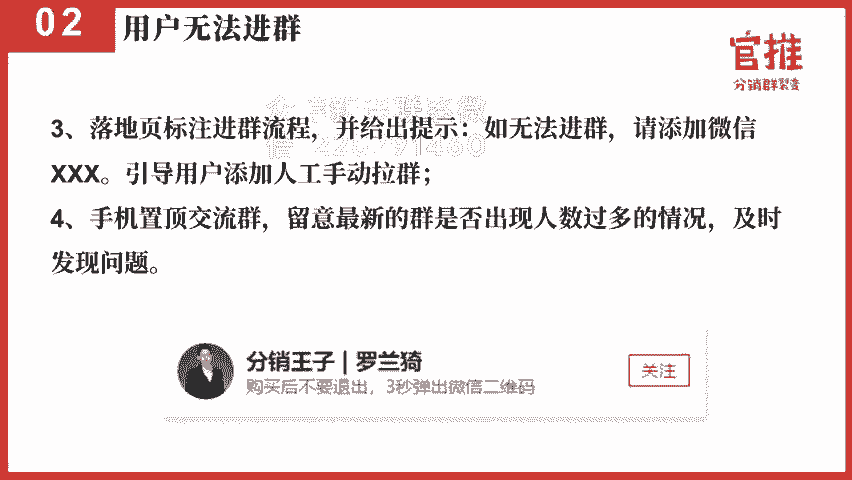 02 用户无法进群
官推
分销群裂变
3、落地页标注进群流程，并给出提示：如无法进群，请添加微信
XXX。引导用户添加人工手动拉群；
4、手机置顶交流群，留意最新的群是否出现人数过多的情况，及时
发现问题。
分销王子 | 罗兰猗
关注
购买后不要退出，3秒弹出微信二维码